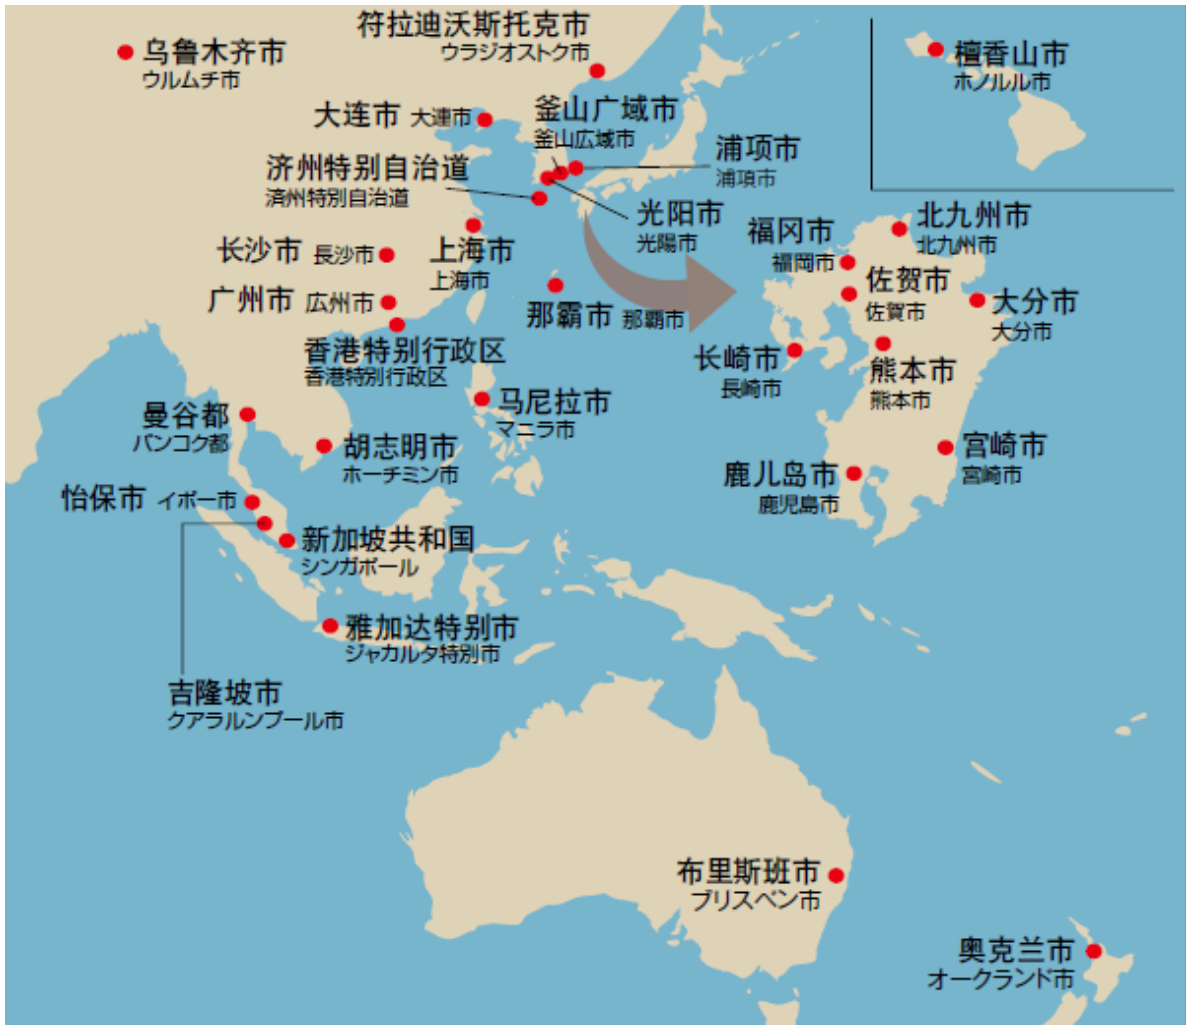 符拉迪沃斯托克市
ウラジオストク市
乌鲁木齐市
ウルムチ市
檀香山市
ホノルル市
大连市 大連市
釜山广域市
釜山広域市
浦项市
浦項市
济州特别自治道
済州特別自治道
光阳市
光陽市
北九州市
北九州市
福冈市
福岡市
长沙市 長沙市
上海市
上海市
佐贺市
佐賀市
广州市 広州市
那霸市 那覇市
大分市
大分市
香港特别行政区
香港特別行政区
长崎市
長崎市
熊本市
熊本市
曼谷都
バンコク都
马尼拉市
マニラ市
胡志明市
ホーチミン市
宫崎市
宮崎市
鹿儿岛市
鹿児島市
怡保市 イポー市
新加坡共和国
シンガポール
雅加达特别市
ジャカルタ特別市
吉隆坡市
クアラルンプール市
布里斯班市
ブリスベン市
奥克兰市
オークランド市